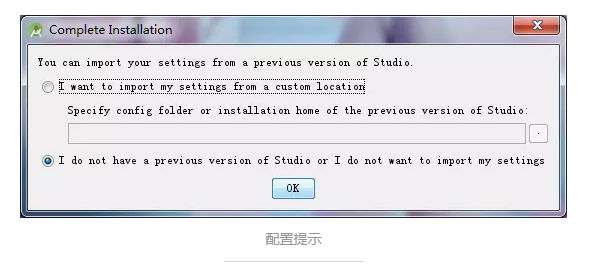 Complete Installation
You can import your settings from a previous version of Studio.
I want to import my settings from a custom location
Specify config folder or installation home of the previous version of Studio:
I do not have a previous version of Studio or I do not want to import my settings
OK
配置提示